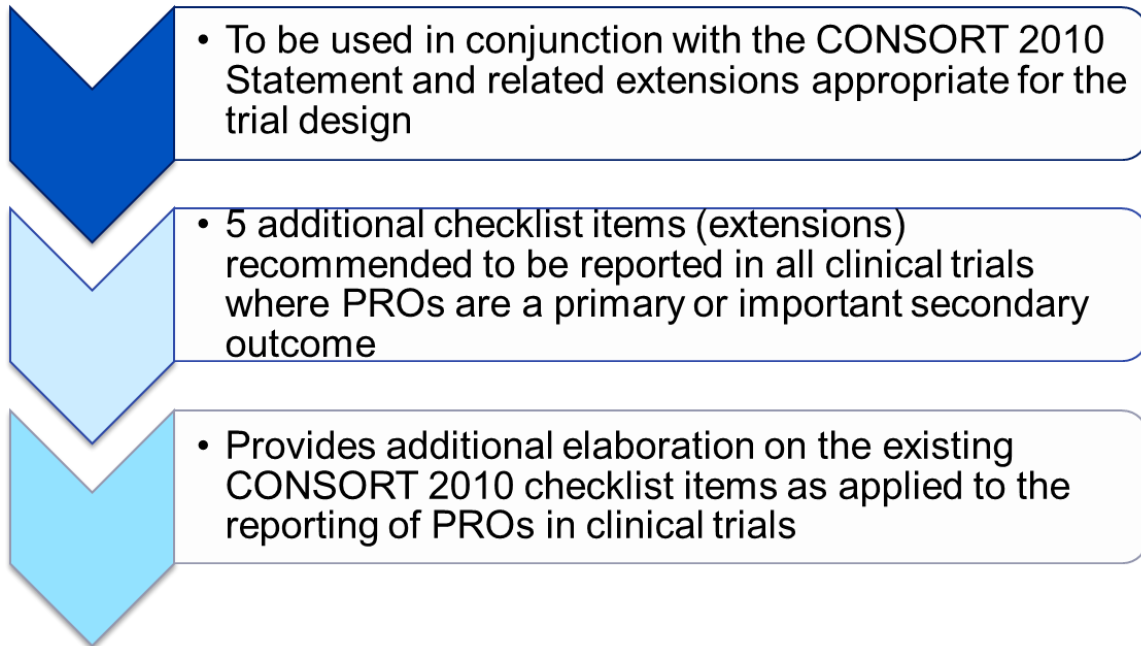 • To be used in conjunction with the CONSORT 2010
Statement and related extensions appropriate for the
trial design
• 5 additional checklist items (extensions)
recommended to be reported in all clinical trials
where PROs are a primary or important secondary
outcome
• Provides additional elaboration on the existing
CONSORT 2010 checklist items as applied to the
reporting of PROs in clinical trials